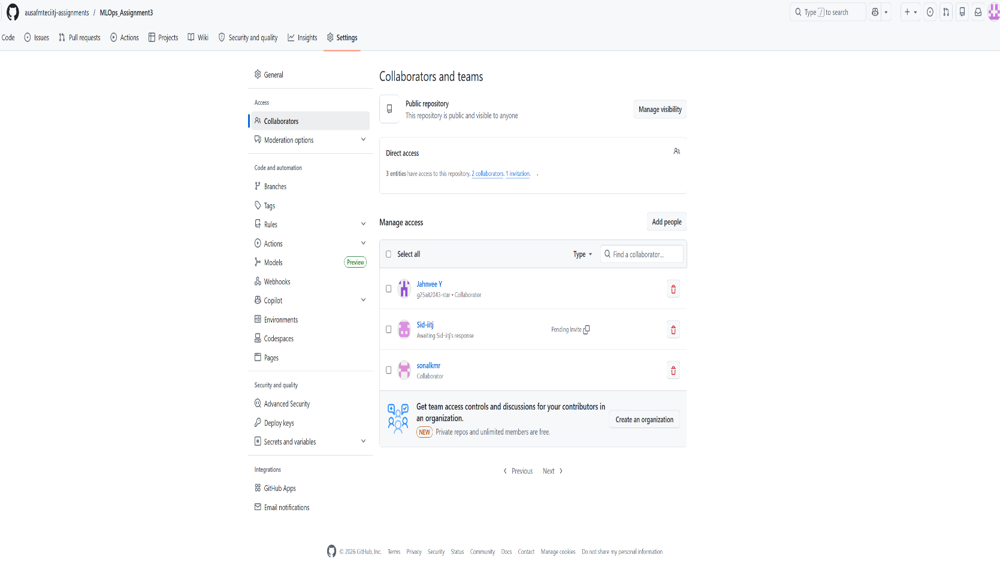 ausafmteciitj-assignments / MLOps_Assignment3
Type / to search
Code Issues Pull requests Actions Projects Wiki Security and quality Insights Settings
General
Access
Collaborators
Moderation options
Code and automation
Branches
Tags
Rules
Actions
Models Preview
Webhooks
Copilot
Environments
Codespaces
Pages
Security and quality
Advanced Security
Deploy keys
Secrets and variables
Integrations
GitHub Apps
Email notifications
Collaborators and teams
Public repository
This repository is public and visible to anyone
Manage visibility
Direct access
3 entities have access to this repository. 2 collaborators. 1 invitation.
Manage access
Add people
Select all Type Find a collaborator...
Jahnvee Y
g25ait2043-star • Collaborator
Sid-iitj
Awaiting Sid-iitj's response
Pending Invite
sonalkmr
Collaborator
Get team access controls and discussions for your contributors in
an organization.
NEW Private repos and unlimited members are free.
Create an organization
Previous Next
© 2026 GitHub, Inc. Terms Privacy Security Status Community Docs Contact Manage cookies Do not share my personal information